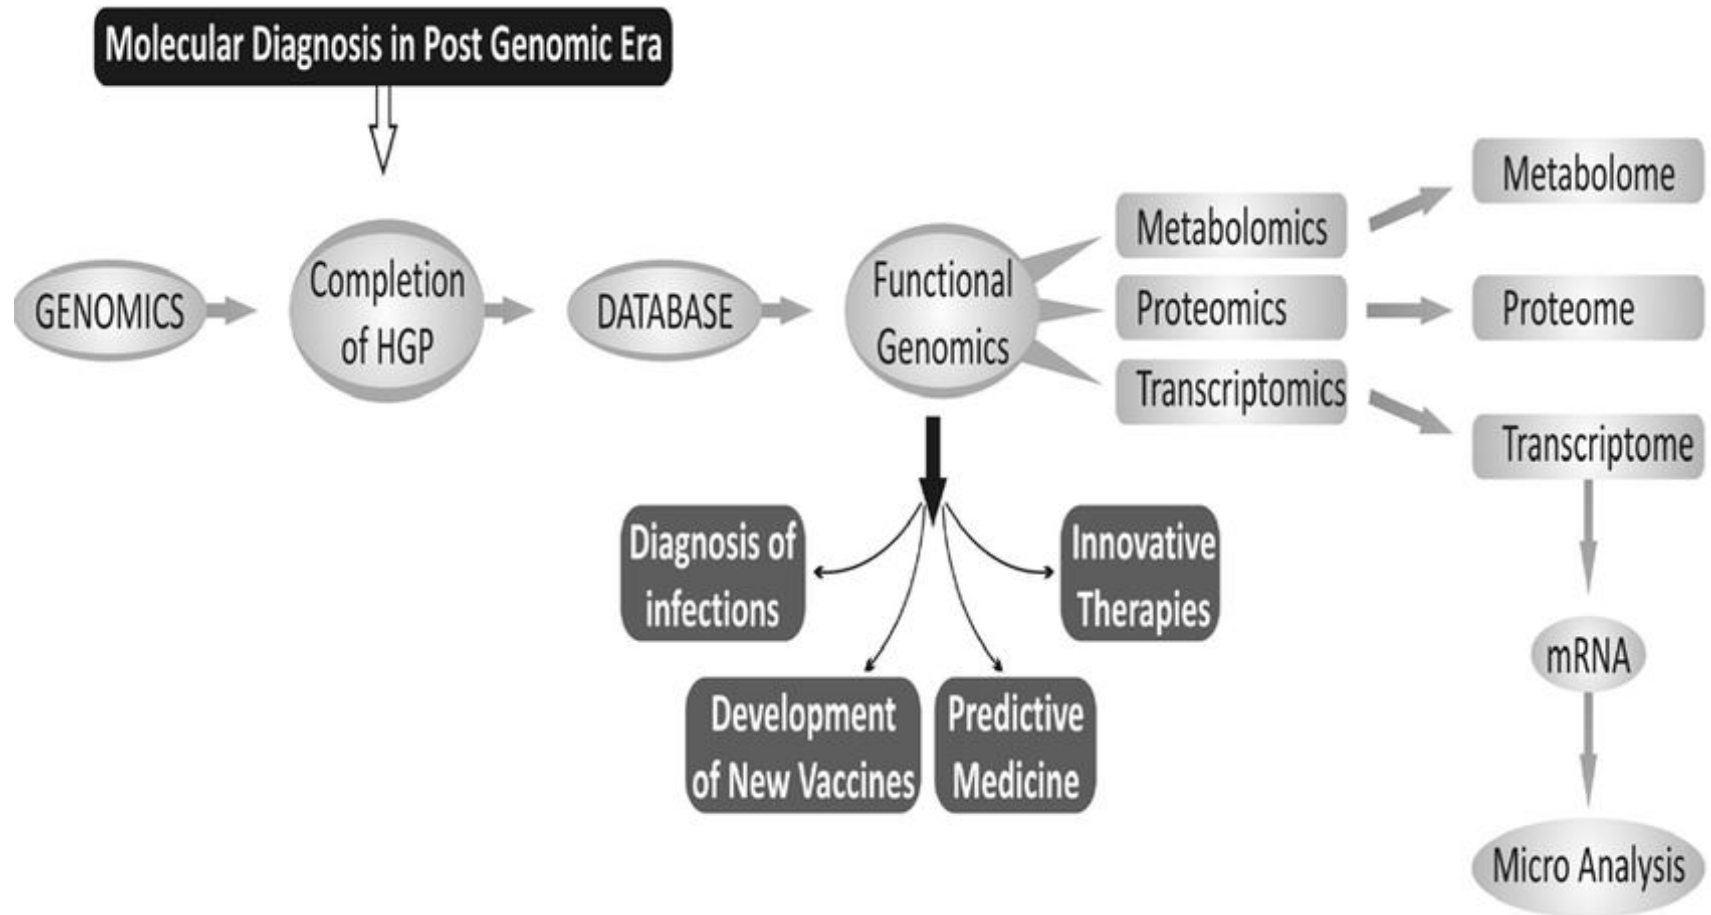 Molecular Diagnosis in Post Genomic Era
GENOMICS
Completion
of HGP
DATABASE
Functional
Genomics
Metabolomics
Proteomics
Transcriptomics
Metabolome
Proteome
Transcriptome
mRNA
Micro Analysis
Diagnosis of
infections
Development
of New Vaccines
Predictive
Medicine
Innovative
Therapies